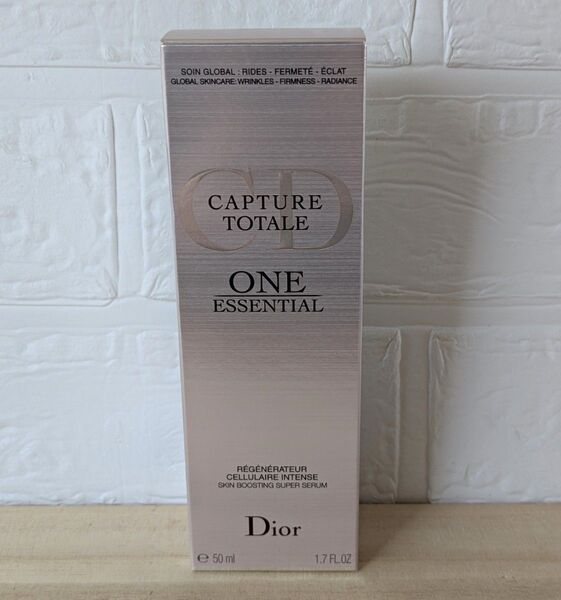 SOIN GLOBAL : RIDES - FERMETÉ - ÉCLAT
GLOBAL SKINCARE: WRINKLES - FIRMNESS - RADIANCE
CD
CAPTURE
TOTALE
ONE
ESSENTIAL
RÉGÉNÉRATEUR
CELLULAIRE INTENSE
SKIN BOOSTING SUPER SERUM
Dior
℮ 50 ml 1.7 FL.OZ